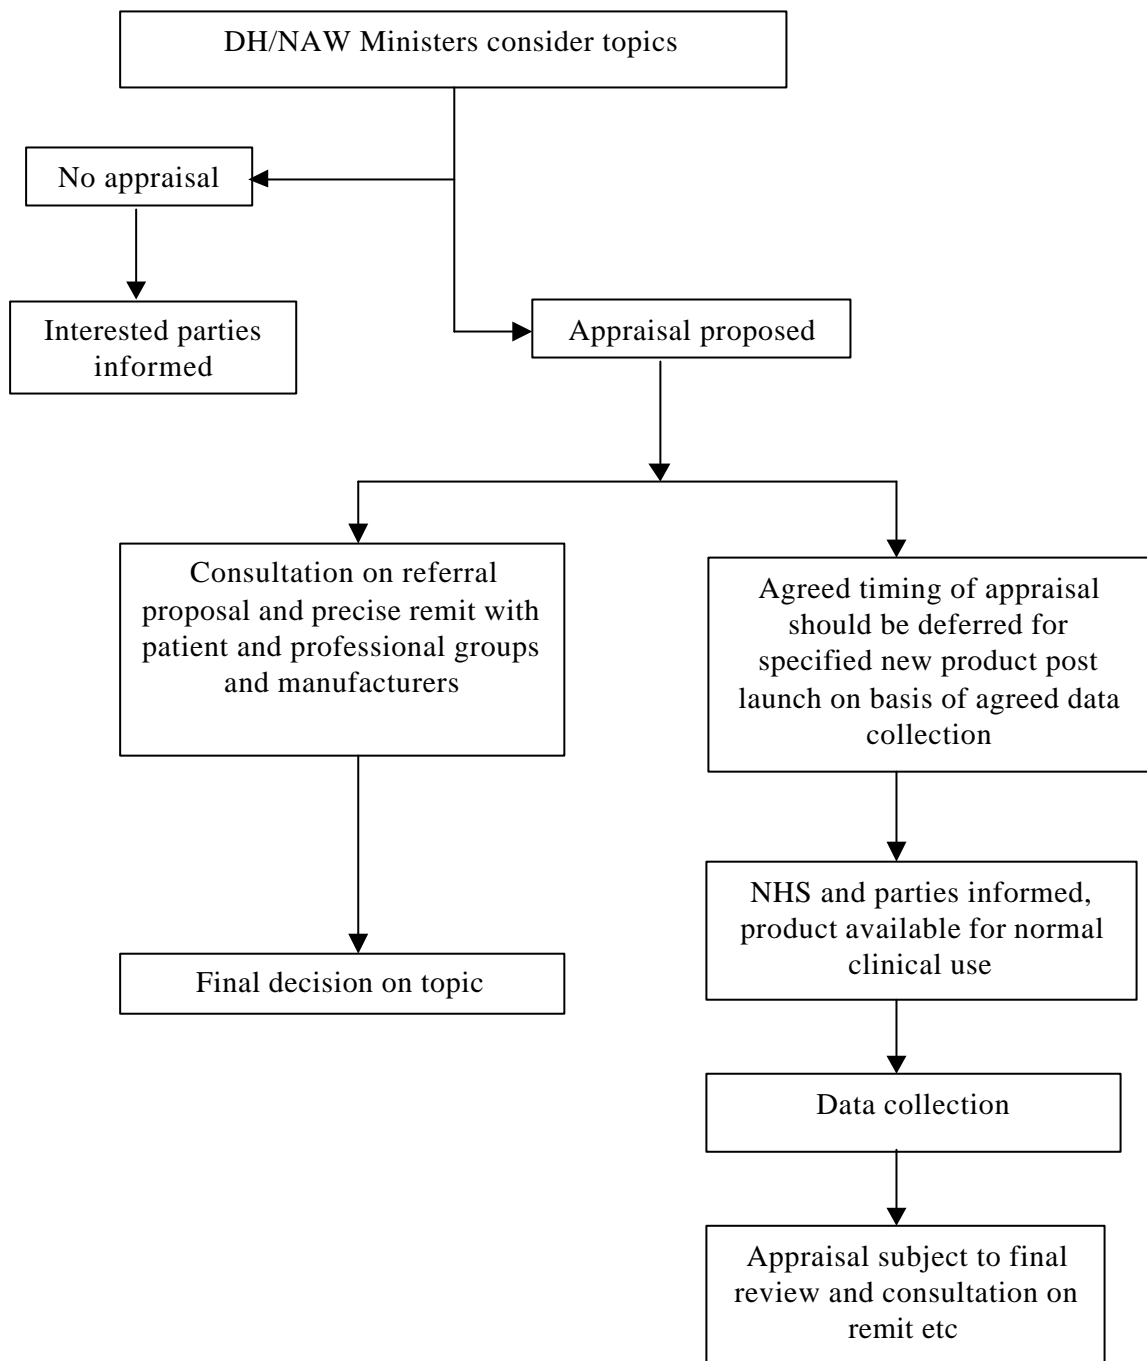 DH/NAW Ministers consider topics
No appraisal
Interested parties
informed
Appraisal proposed
Consultation on referral
proposal and precise remit with
patient and professional groups
and manufacturers
Agreed timing of appraisal
should be deferred for
specified new product post
launch on basis of agreed data
collection
NHS and parties informed,
product available for normal
clinical use
Final decision on topic
Data collection
Appraisal subject to final
review and consultation on
remit etc